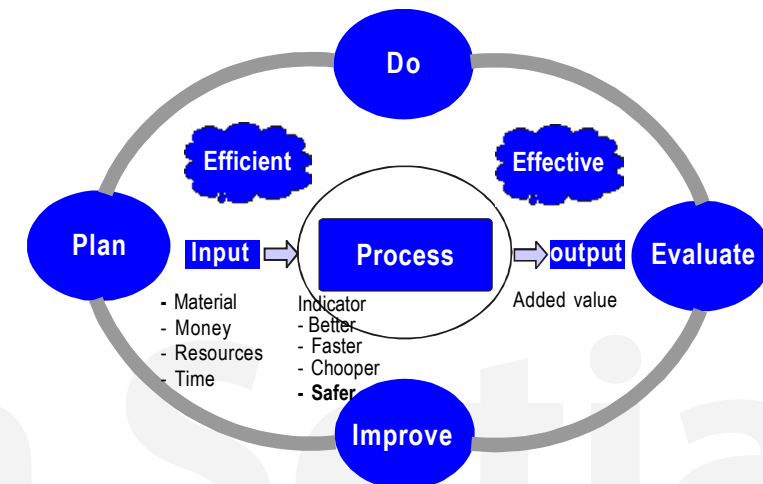 Do
Efficient
Effective
Plan
Input
Process
output
Evaluate
- Material
- Money
- Resources
- Time
Indicator
- Better
- Faster
- Chooper
- Safer
Added value
Improve